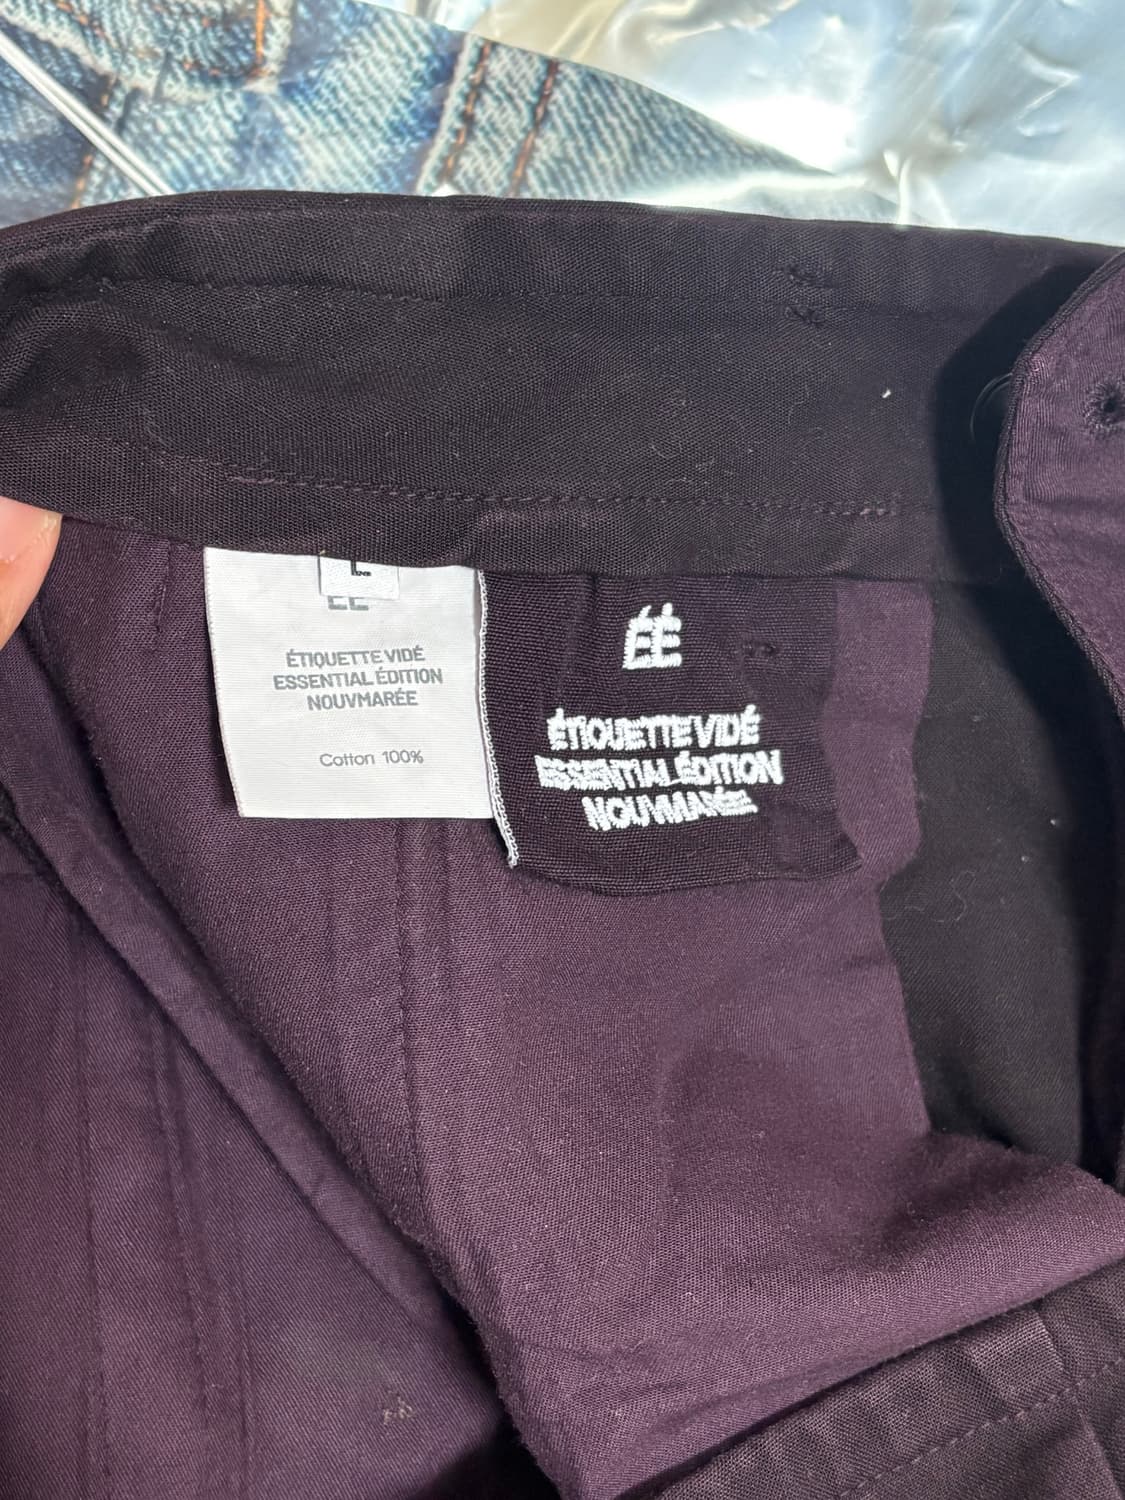 L
ÉÉ
ÉTIQUETTE VIDÉ
ESSENTIAL ÉDITION
NOUVMARÉE
Cotton 100%
ÉÉ
ÉTIQUETTE VIDÉ
ESSENTIAL ÉDITION
NOUVMARÉE